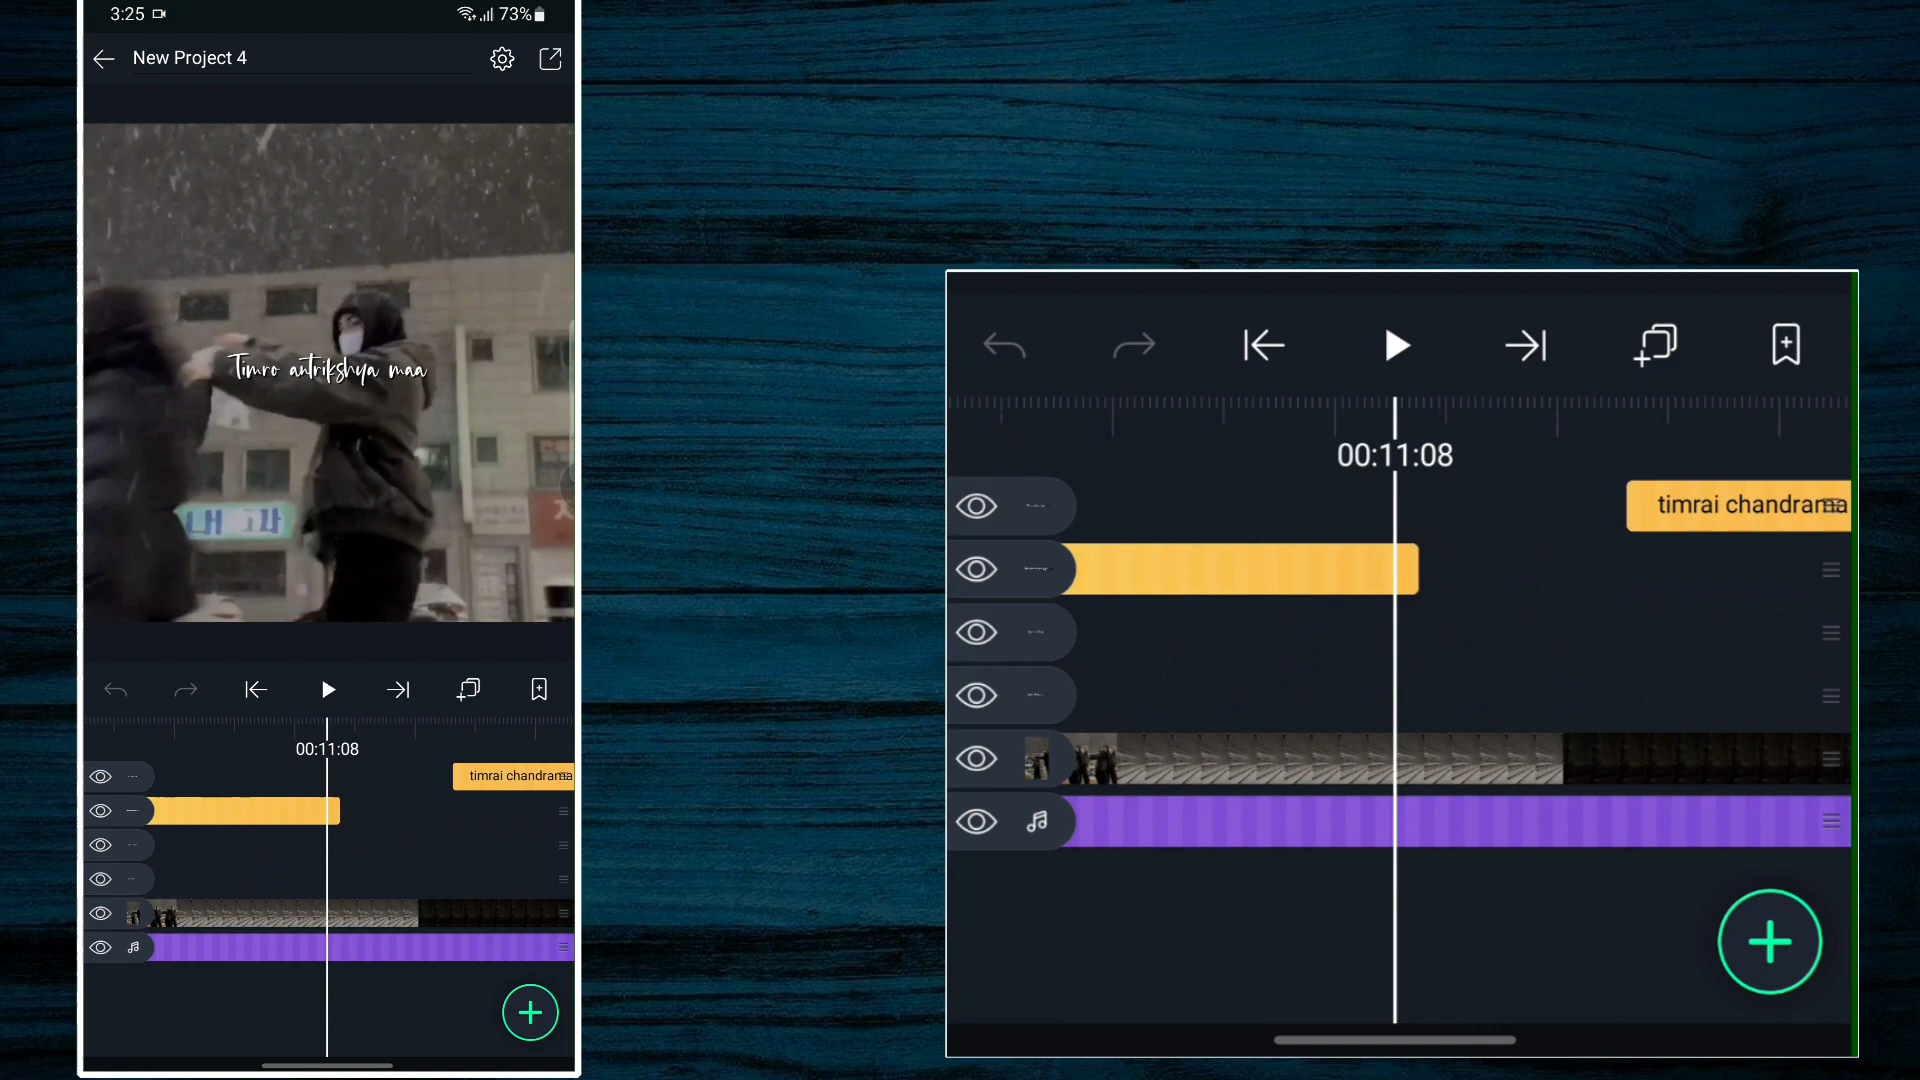 3:25
73%
New Project 4
Timro antrikshya maa
내
00:11:08
timrai chandrama
00:11:08
timrai chandrama